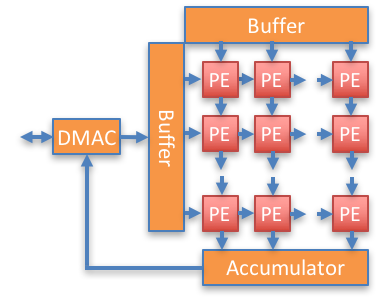 Buffer
PE PE PE
Buffer
DMAC
PE PE PE
PE PE PE
Accumulator